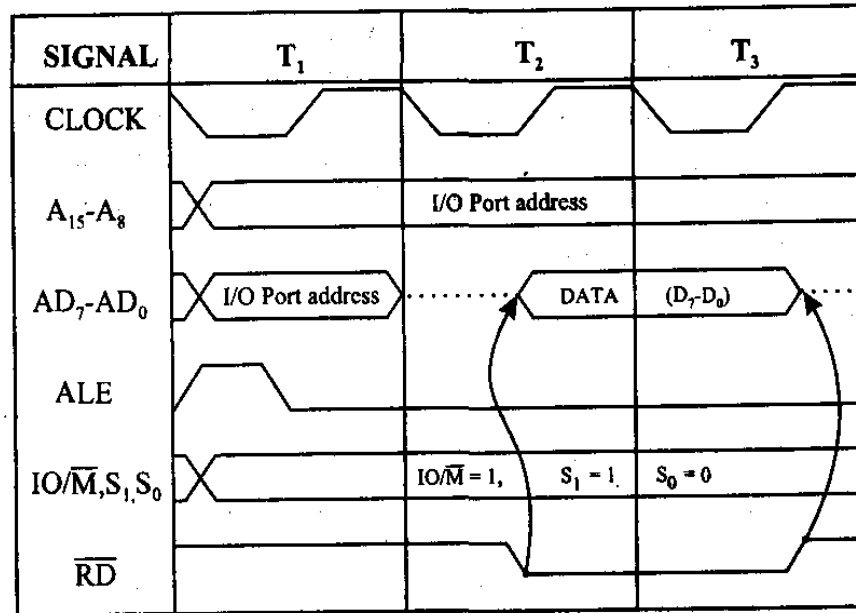 SIGNAL T₁ T₂ T₃
CLOCK
A₁₅-A₈ I/O Port address
AD₇-AD₀ I/O Port address DATA (D₇-D₀)
ALE
IO/M̅,S₁,S₀ IO/M̅ = 1, S₁ = 1 S₀ = 0
R̅D̅